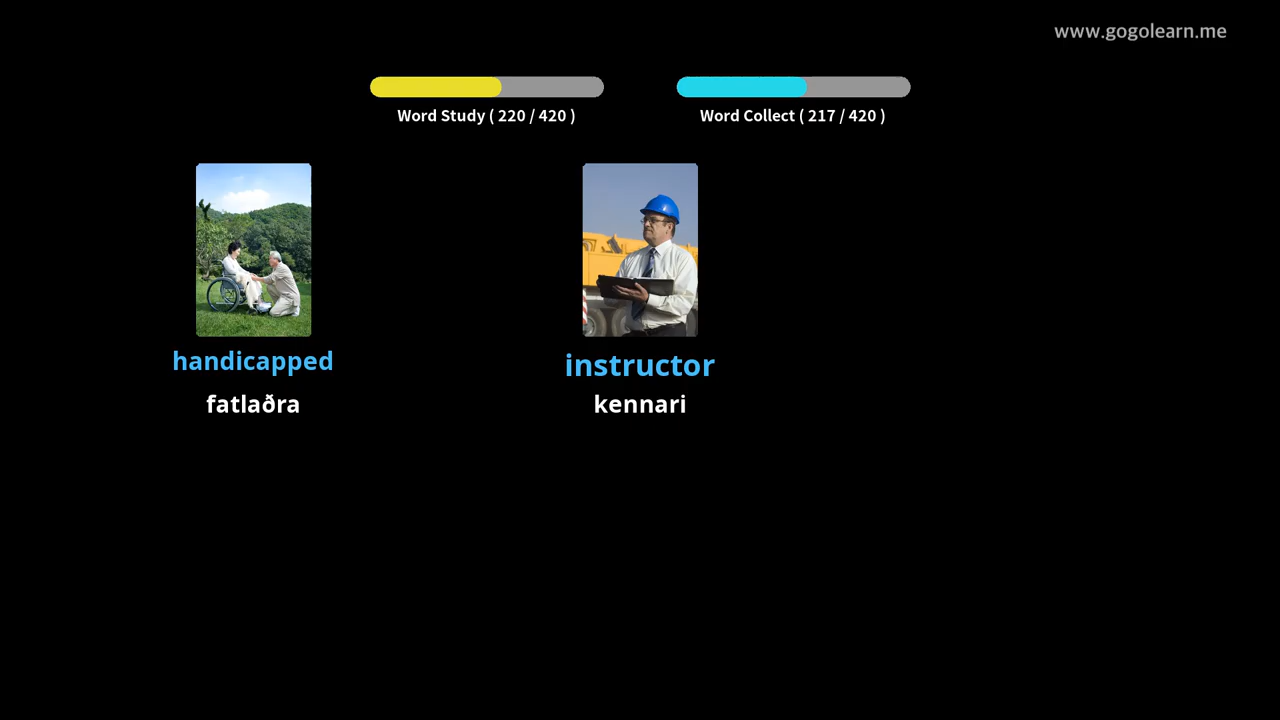 www.gogolearn.me
Word Study ( 220 / 420 )
Word Collect ( 217 / 420 )
handicapped
fatlaðra
instructor
kennari